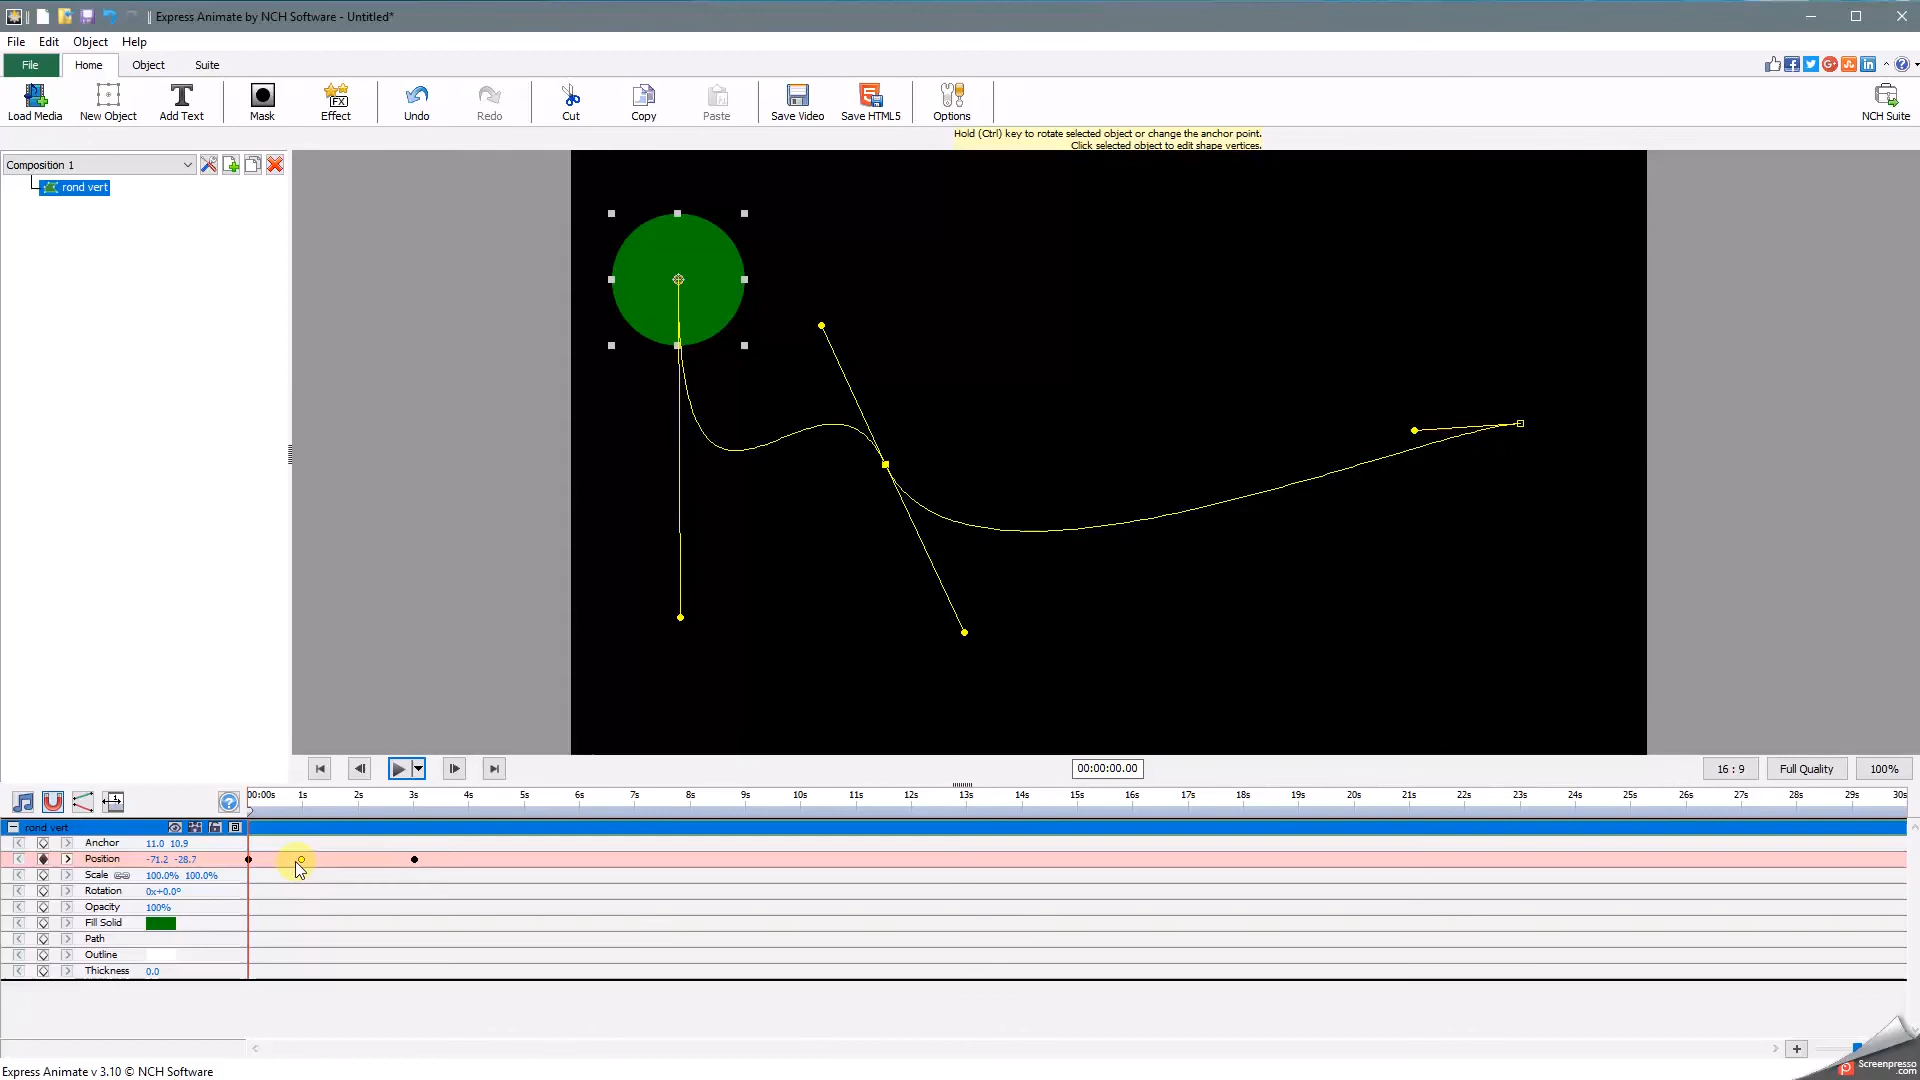 Express Animate by NCH Software - Untitled*
File Edit Object Help
File Home Object Suite
Load Media New Object Add Text Mask Effect Undo Redo Cut Copy Paste Save Video Save HTML5 Options NCH Suite
Hold (Ctrl) key to rotate selected object or change the anchor point.
Click selected object to edit shape vertices.
Composition 1
rond vert
00:00:00.00 16 : 9 Full Quality 100%
00:00s 1s 2s 3s 4s 5s 6s 7s 8s 9s 10s 11s 12s 13s 14s 15s 16s 17s 18s 19s 20s 21s 22s 23s 24s 25s 26s 27s 28s 29s 30s
rond vert
Anchor 11.0 10.9
Position -71.2 -28.7
Scale 100.0% 100.0%
Rotation 0x+0.0º
Opacity 100%
Fill Solid
Path
Outline
Thickness 0.0
Express Animate v 3.10 © NCH Software
Screenpresso
.com